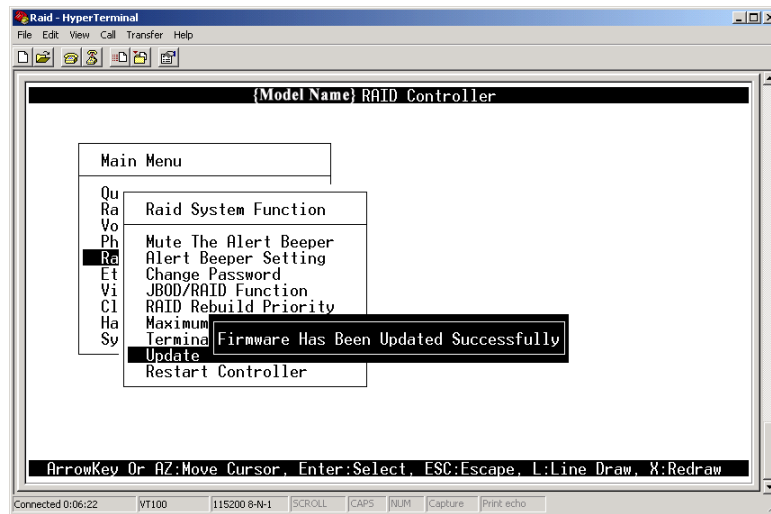 Raid - HyperTerminal
File Edit View Call Transfer Help
{Model Name} RAID Controller
Main Menu
Qu
Ra
Vo
Ph
Ra
Et
Vi
Cl
Ha
Sy
Raid System Function
Mute The Alert Beeper
Alert Beeper Setting
Change Password
JBOD/RAID Function
RAID Rebuild Priority
Maximum
Termina
Update
Restart Controller
Firmware Has Been Updated Successfully
ArrowKey Or AZ:Move Cursor, Enter:Select, ESC:Escape, L:Line Draw, X:Redraw
Connected 0:06:22 VT100 115200 8-N-1 SCROLL CAPS NUM Capture Print echo